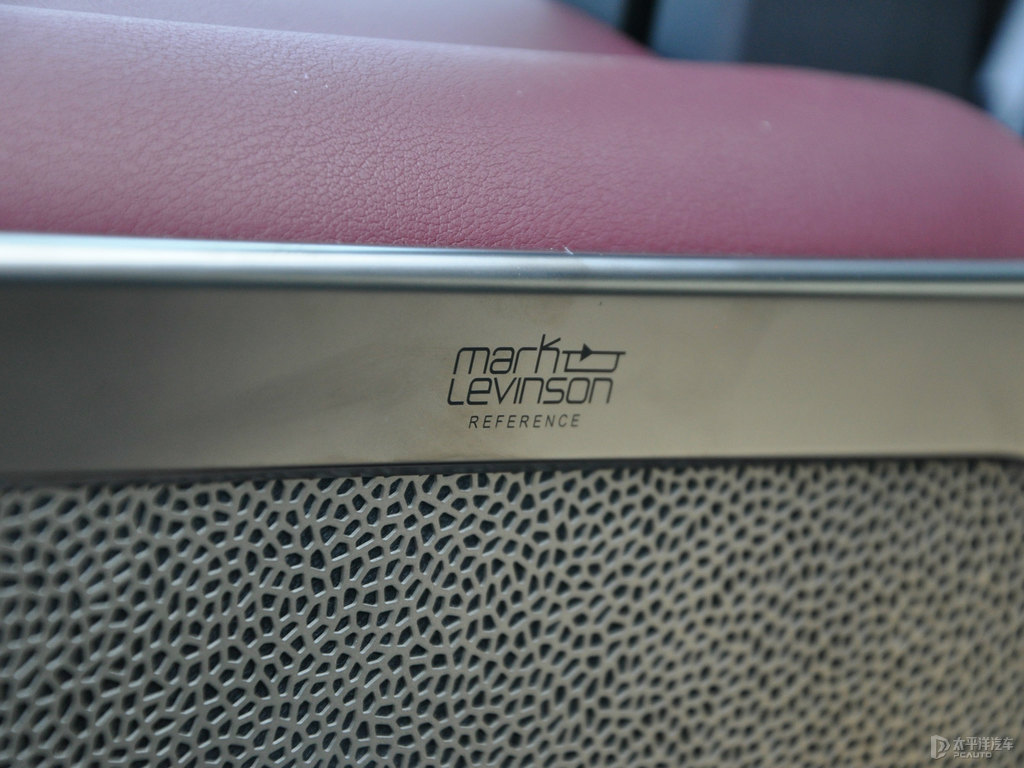 mark
Levinson
REFERENCE
太平洋汽车
PCAUTO